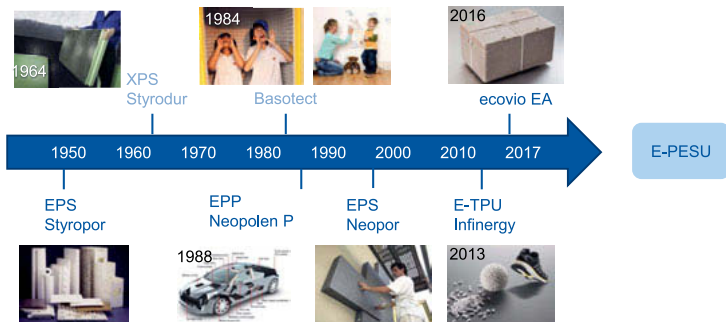 1964
1984
2016
XPS
Styrodur
Basotect
ecovio EA
1950 1960 1970 1980 1990 2000 2010 2017
E-PESU
EPS
Styropor
EPP
Neopolen P
EPS
Neopor
E-TPU
Infinergy
1988
2013